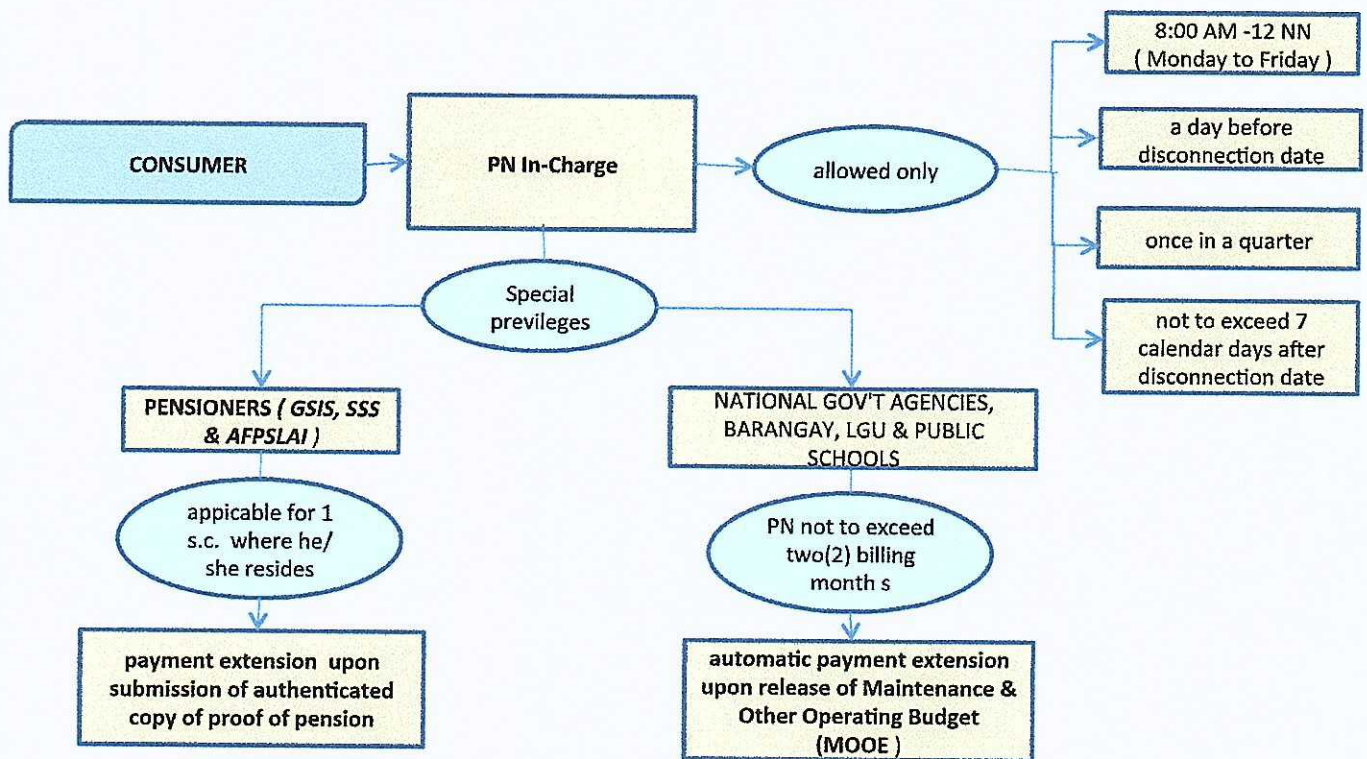 CONSUMER
PN In-Charge
allowed only
8:00 AM -12 NN
( Monday to Friday )
a day before
disconnection date
once in a quarter
not to exceed 7
calendar days after
disconnection date
Special
previleges
PENSIONERS ( GSIS, SSS
& AFPSLAI )
appicable for 1
s.c. where he/
she resides
payment extension upon
submission of authenticated
copy of proof of pension
NATIONAL GOV'T AGENCIES,
BARANGAY, LGU & PUBLIC
SCHOOLS
PN not to exceed
two(2) billing
month s
automatic payment extension
upon release of Maintenance &
Other Operating Budget
(MOOE )